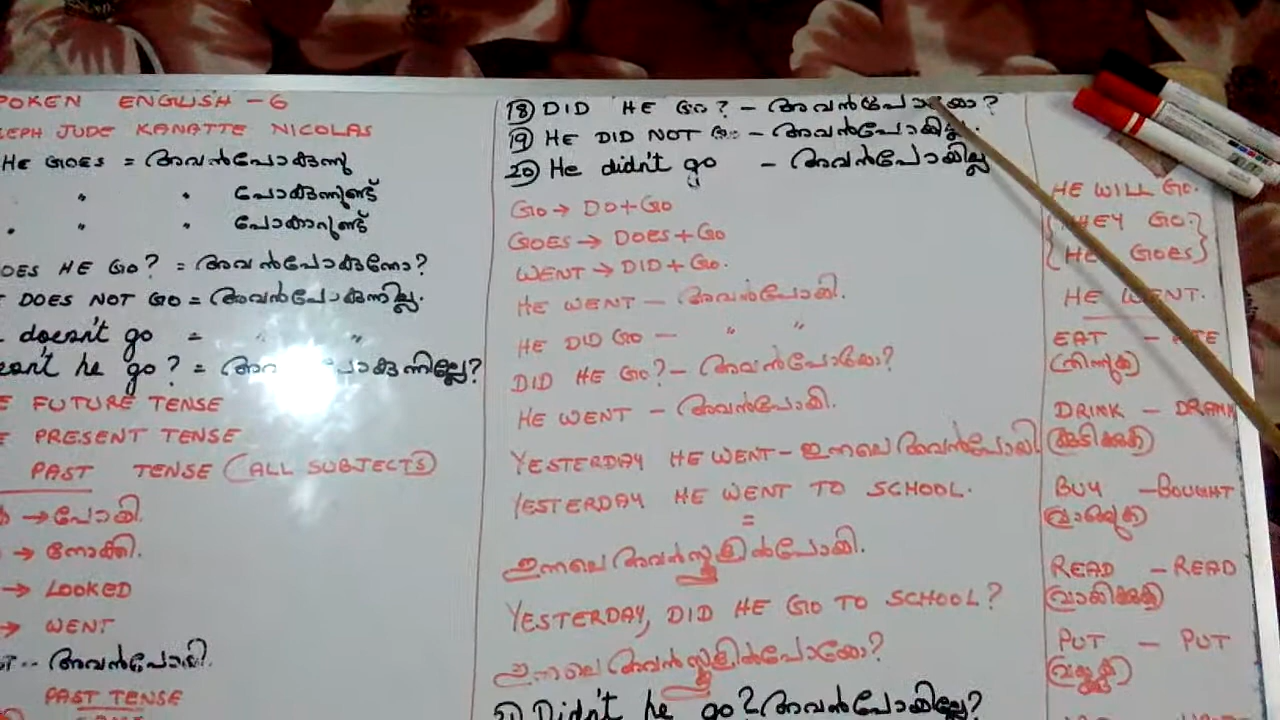 POKEN ENGLISH - 6
SEPH JUDE KANATTE NICOLAS
HE GOES = അവൻപോകുന്നു
" " പോകുന്നുണ്ട്
" " പോകാറുണ്ട്
OES HE GO? = അവൻപോകുന്നോ?
DOES NOT GO = അവൻപോകുന്നില്ല.
doesn't go = " "
esn't he go? = പോകുന്നില്ലേ?
E FUTURE TENSE
E PRESENT TENSE
PAST TENSE (ALL SUBJECTS)
→ പോയി.
→ നോക്കി.
→ LOOKED
→ WENT
അവൻപോയി.
PAST TENSE
18) DID HE GO? - അവൻപോയോ?
19) HE DID NOT - അവൻപോയില്ല.
20) He didn't go - അവൻപോയില്ല
GO → DO+GO
GOES → DOES+GO
WENT → DID+GO.
HE WENT - അവൻപോയി.
HE DID GO - " "
DID HE GO? - അവൻപോയോ?
HE WENT - അവൻപോയി.
YESTERDAY HE WENT - ഇന്നലെ അവൻപോയി
YESTERDAY HE WENT TO SCHOOL.
=
ഇന്നലെ അവൻസ്കൂളിൽപോയി.
YESTERDAY, DID HE GO TO SCHOOL?
ഇന്നലെ അവൻസ്കൂളിൽപോയോ?
21) Didn't he go? അവൻപോയില്ലേ?
HE WILL GO.
{THEY GO.}
{HE GOES}
HE WENT.
EAT - ATE
(തിന്നുക)
DRINK - DRANK
(കുടിക്കുക)
BUY - BOUGHT
(വാങ്ങുക)
READ - READ
(വായിക്കുക)
PUT - PUT
(വയ്ക്കുക)